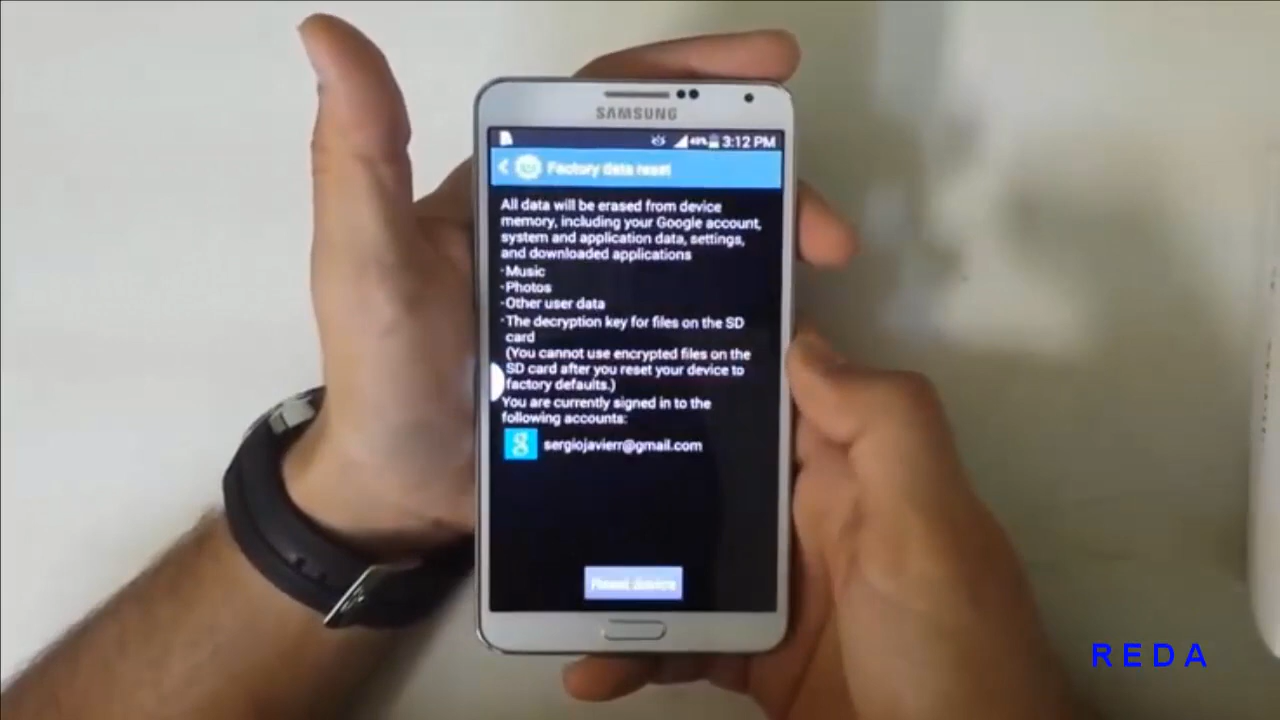 SAMSUNG
48% 3:12 PM
Factory data reset
All data will be erased from device
memory, including your Google account,
system and application data, settings,
and downloaded applications
·Music
·Photos
·Other user data
·The decryption key for files on the SD
card
(You cannot use encrypted files on the
SD card after you reset your device to
factory defaults.)
You are currently signed in to the
following accounts:
g sergiojavierr@gmail.com
Reset device
REDA